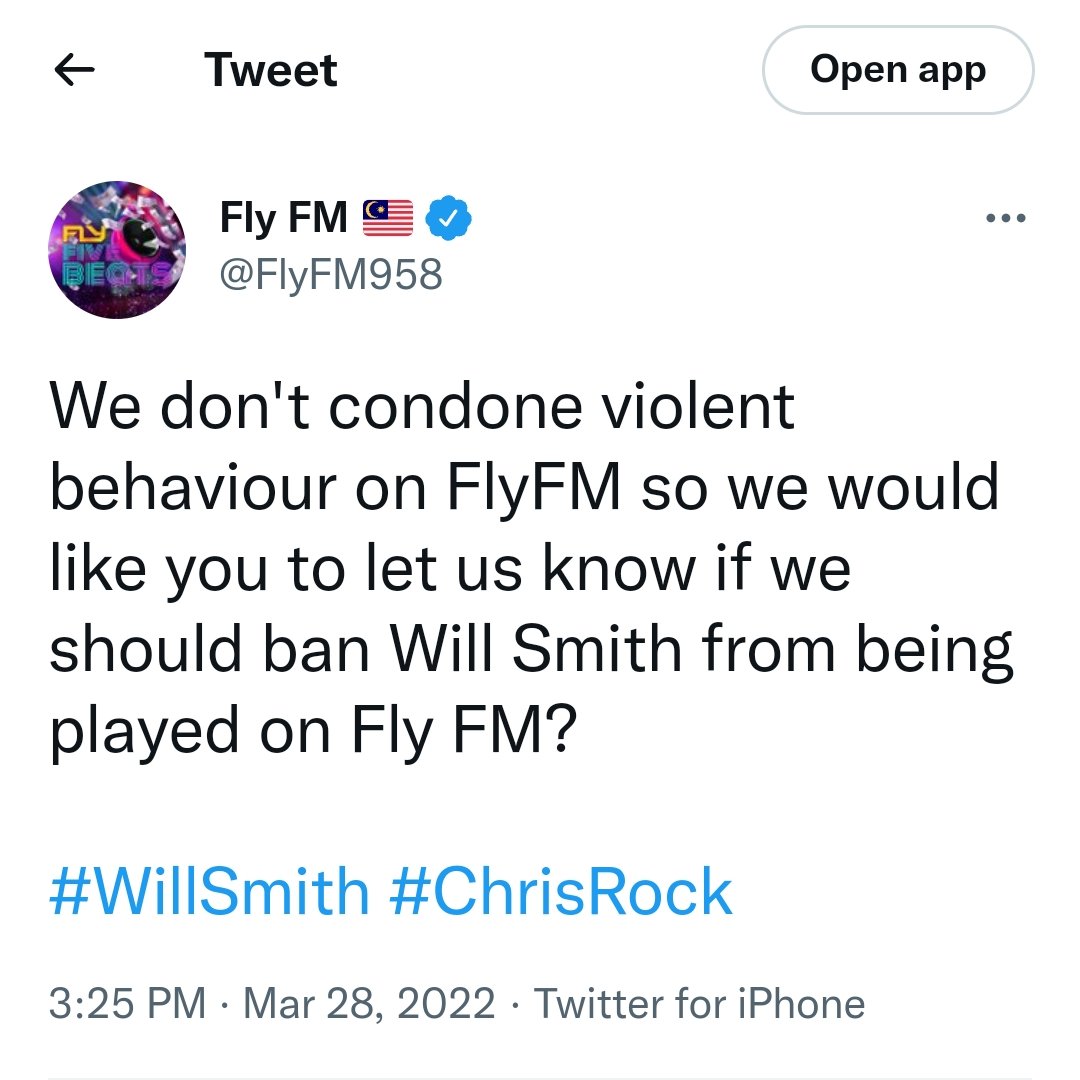 Tweet
Open app
Fly FM
@FlyFM958
FLY
FIVE
BEATS
We don't condone violent
behaviour on FlyFM so we would
like you to let us know if we
should ban Will Smith from being
played on Fly FM?
#WillSmith #ChrisRock
3:25 PM · Mar 28, 2022 · Twitter for iPhone